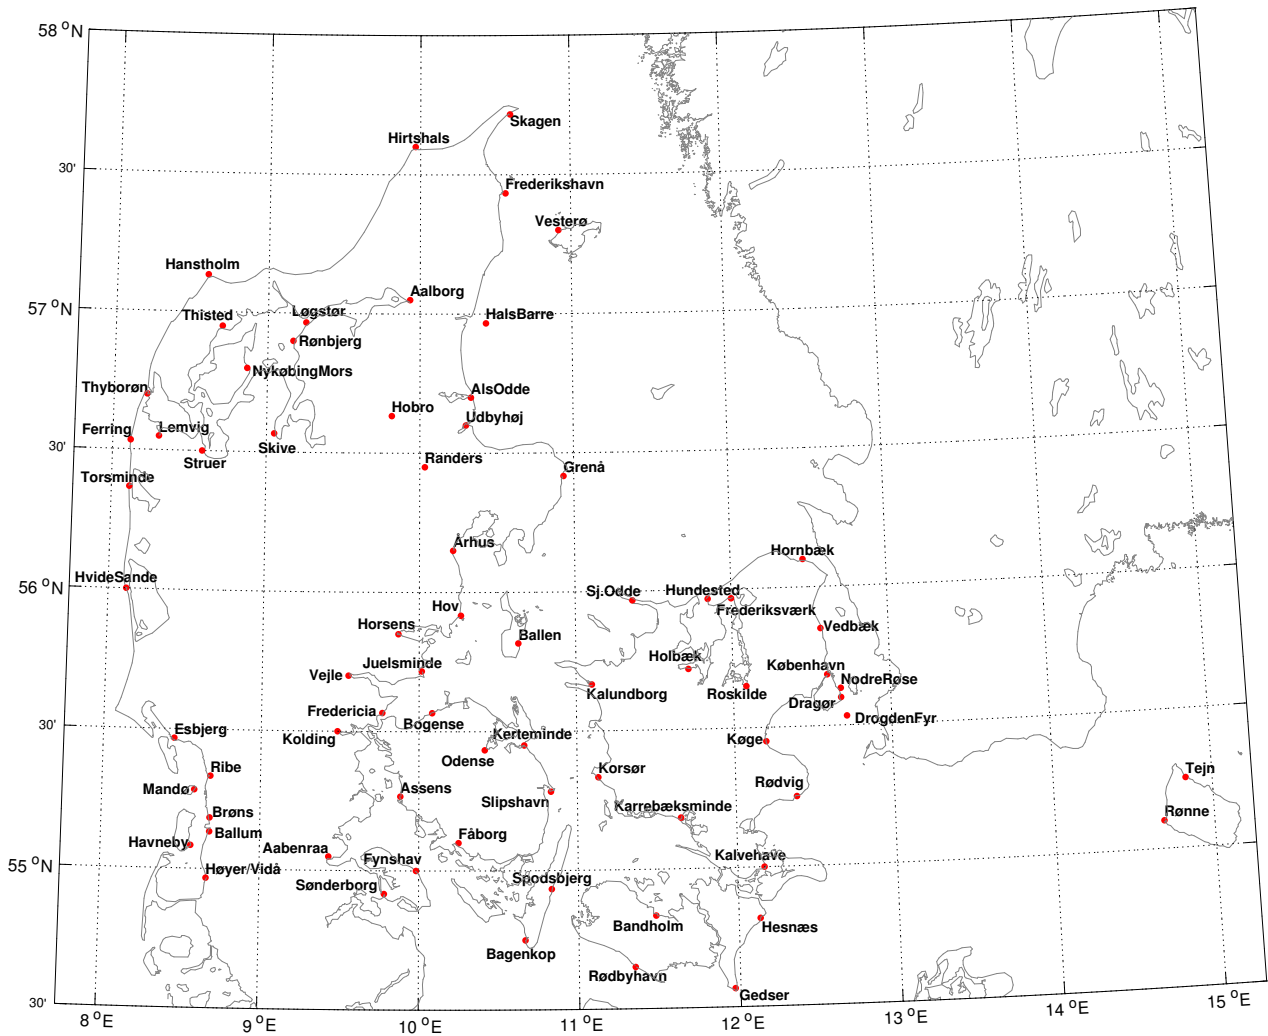 58 °N
Skagen
Hirtshals
30'
Frederikshavn
Vesterø
Hanstholm
Aalborg
57 °N
Thisted
Løgstør
HalsBarre
Rønbjerg
NykøbingMors
Thyborøn
AlsOdde
Hobro
Udbyhøj
Ferring
Lemvig
30'
Skive
Struer
Randers
Grenå
Torsminde
Århus
Hornbæk
HvideSande
56 °N
Sj.Odde
Hundested
Hov
Frederiksværk
Horsens
Vedbæk
Ballen
Juelsminde
Holbæk
København
Vejle
NodreRøse
Kalundborg
Roskilde
Dragør
Fredericia
Bogense
DrogdenFyr
30'
Esbjerg
Kolding
Kerteminde
Køge
Odense
Ribe
Korsør
Tejn
Mandø
Assens
Rødvig
Slipshavn
Karrebæksminde
Brøns
Rønne
Ballum
Havneby
Fåborg
Aabenraa
Fynshav
Kalvehave
55 °N
Høyer/Vidå
Spodsbjerg
Sønderborg
Bandholm
Hesnæs
Bagenkop
Rødbyhavn
Gedser
30'
8 °E
9 °E
10 °E
11 °E
12 °E
13 °E
14 °E
15 °E